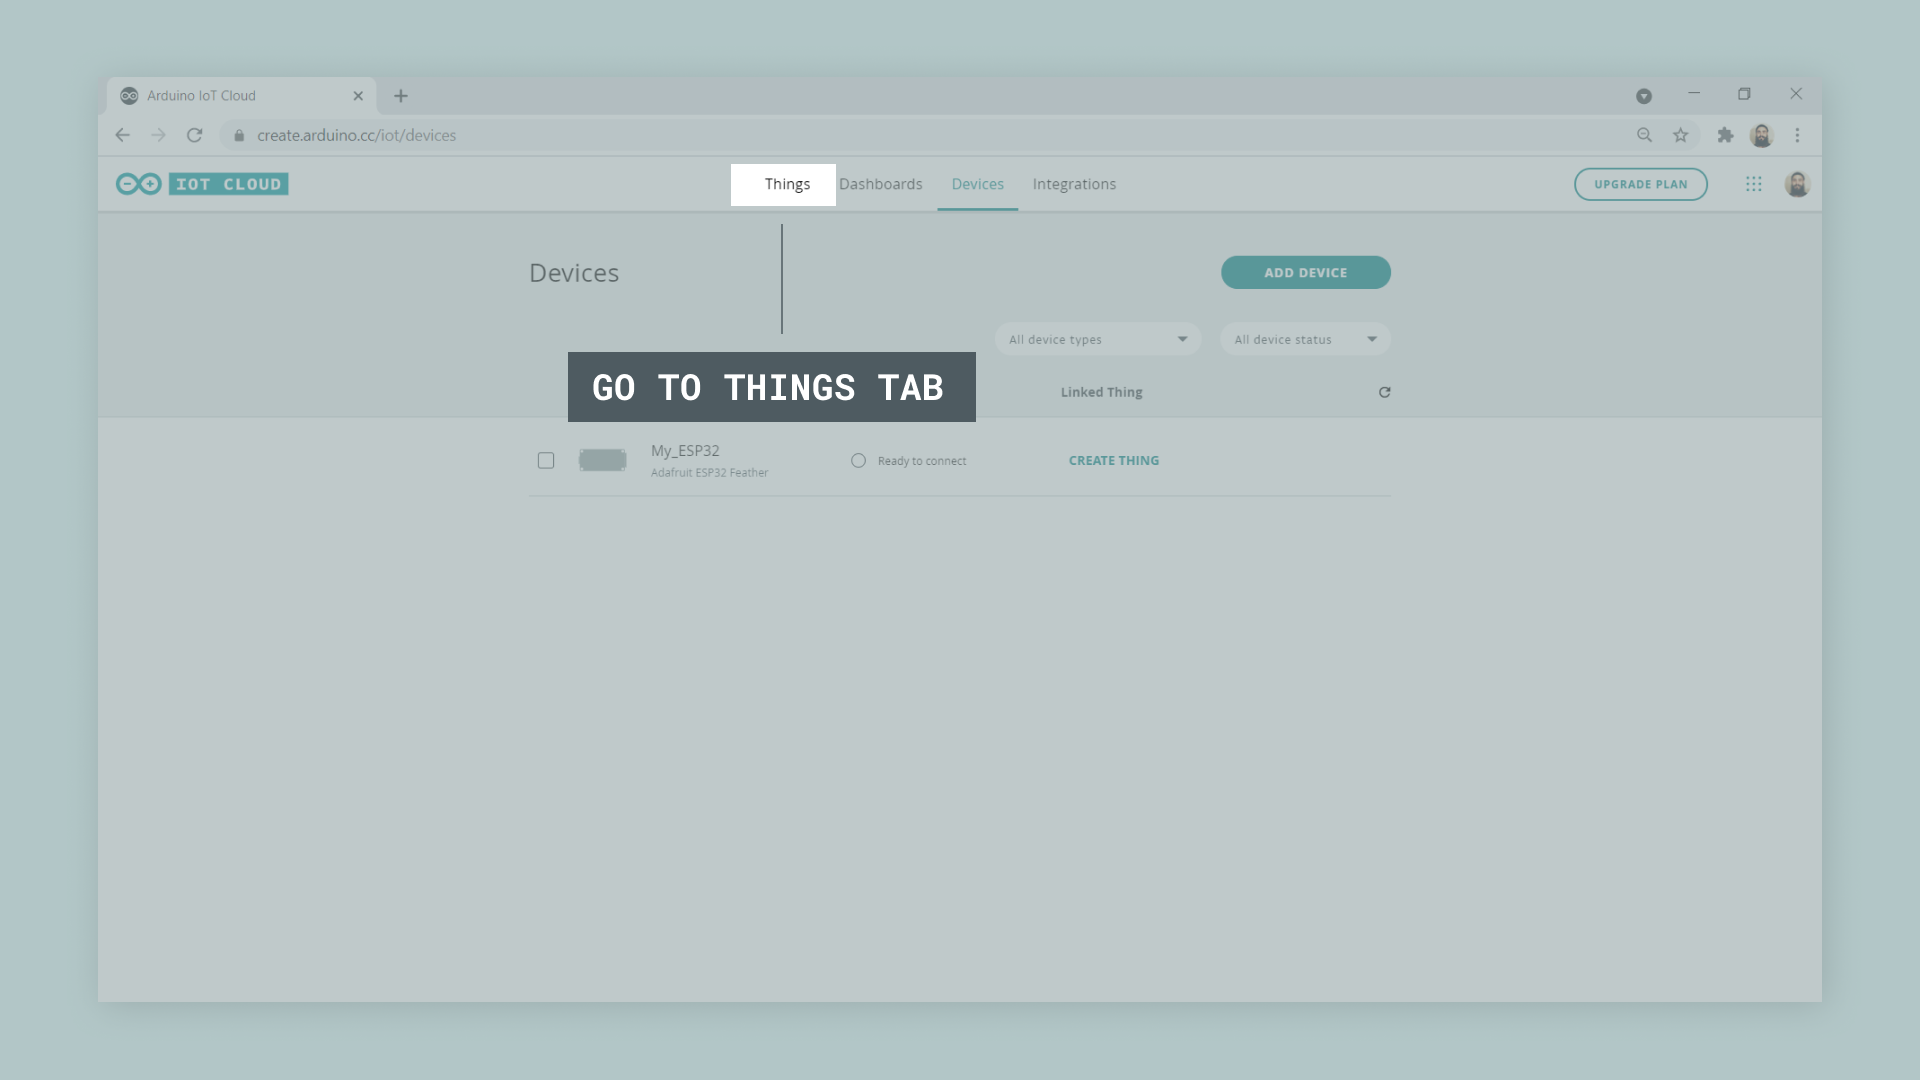 Arduino IoT Cloud
create.arduino.cc/iot/devices
IOT CLOUD
Things
Dashboards
Devices
Integrations
UPGRADE PLAN
Devices
ADD DEVICE
All device types
All device status
GO TO THINGS TAB
Linked Thing
My_ESP32
Adafruit ESP32 Feather
Ready to connect
CREATE THING